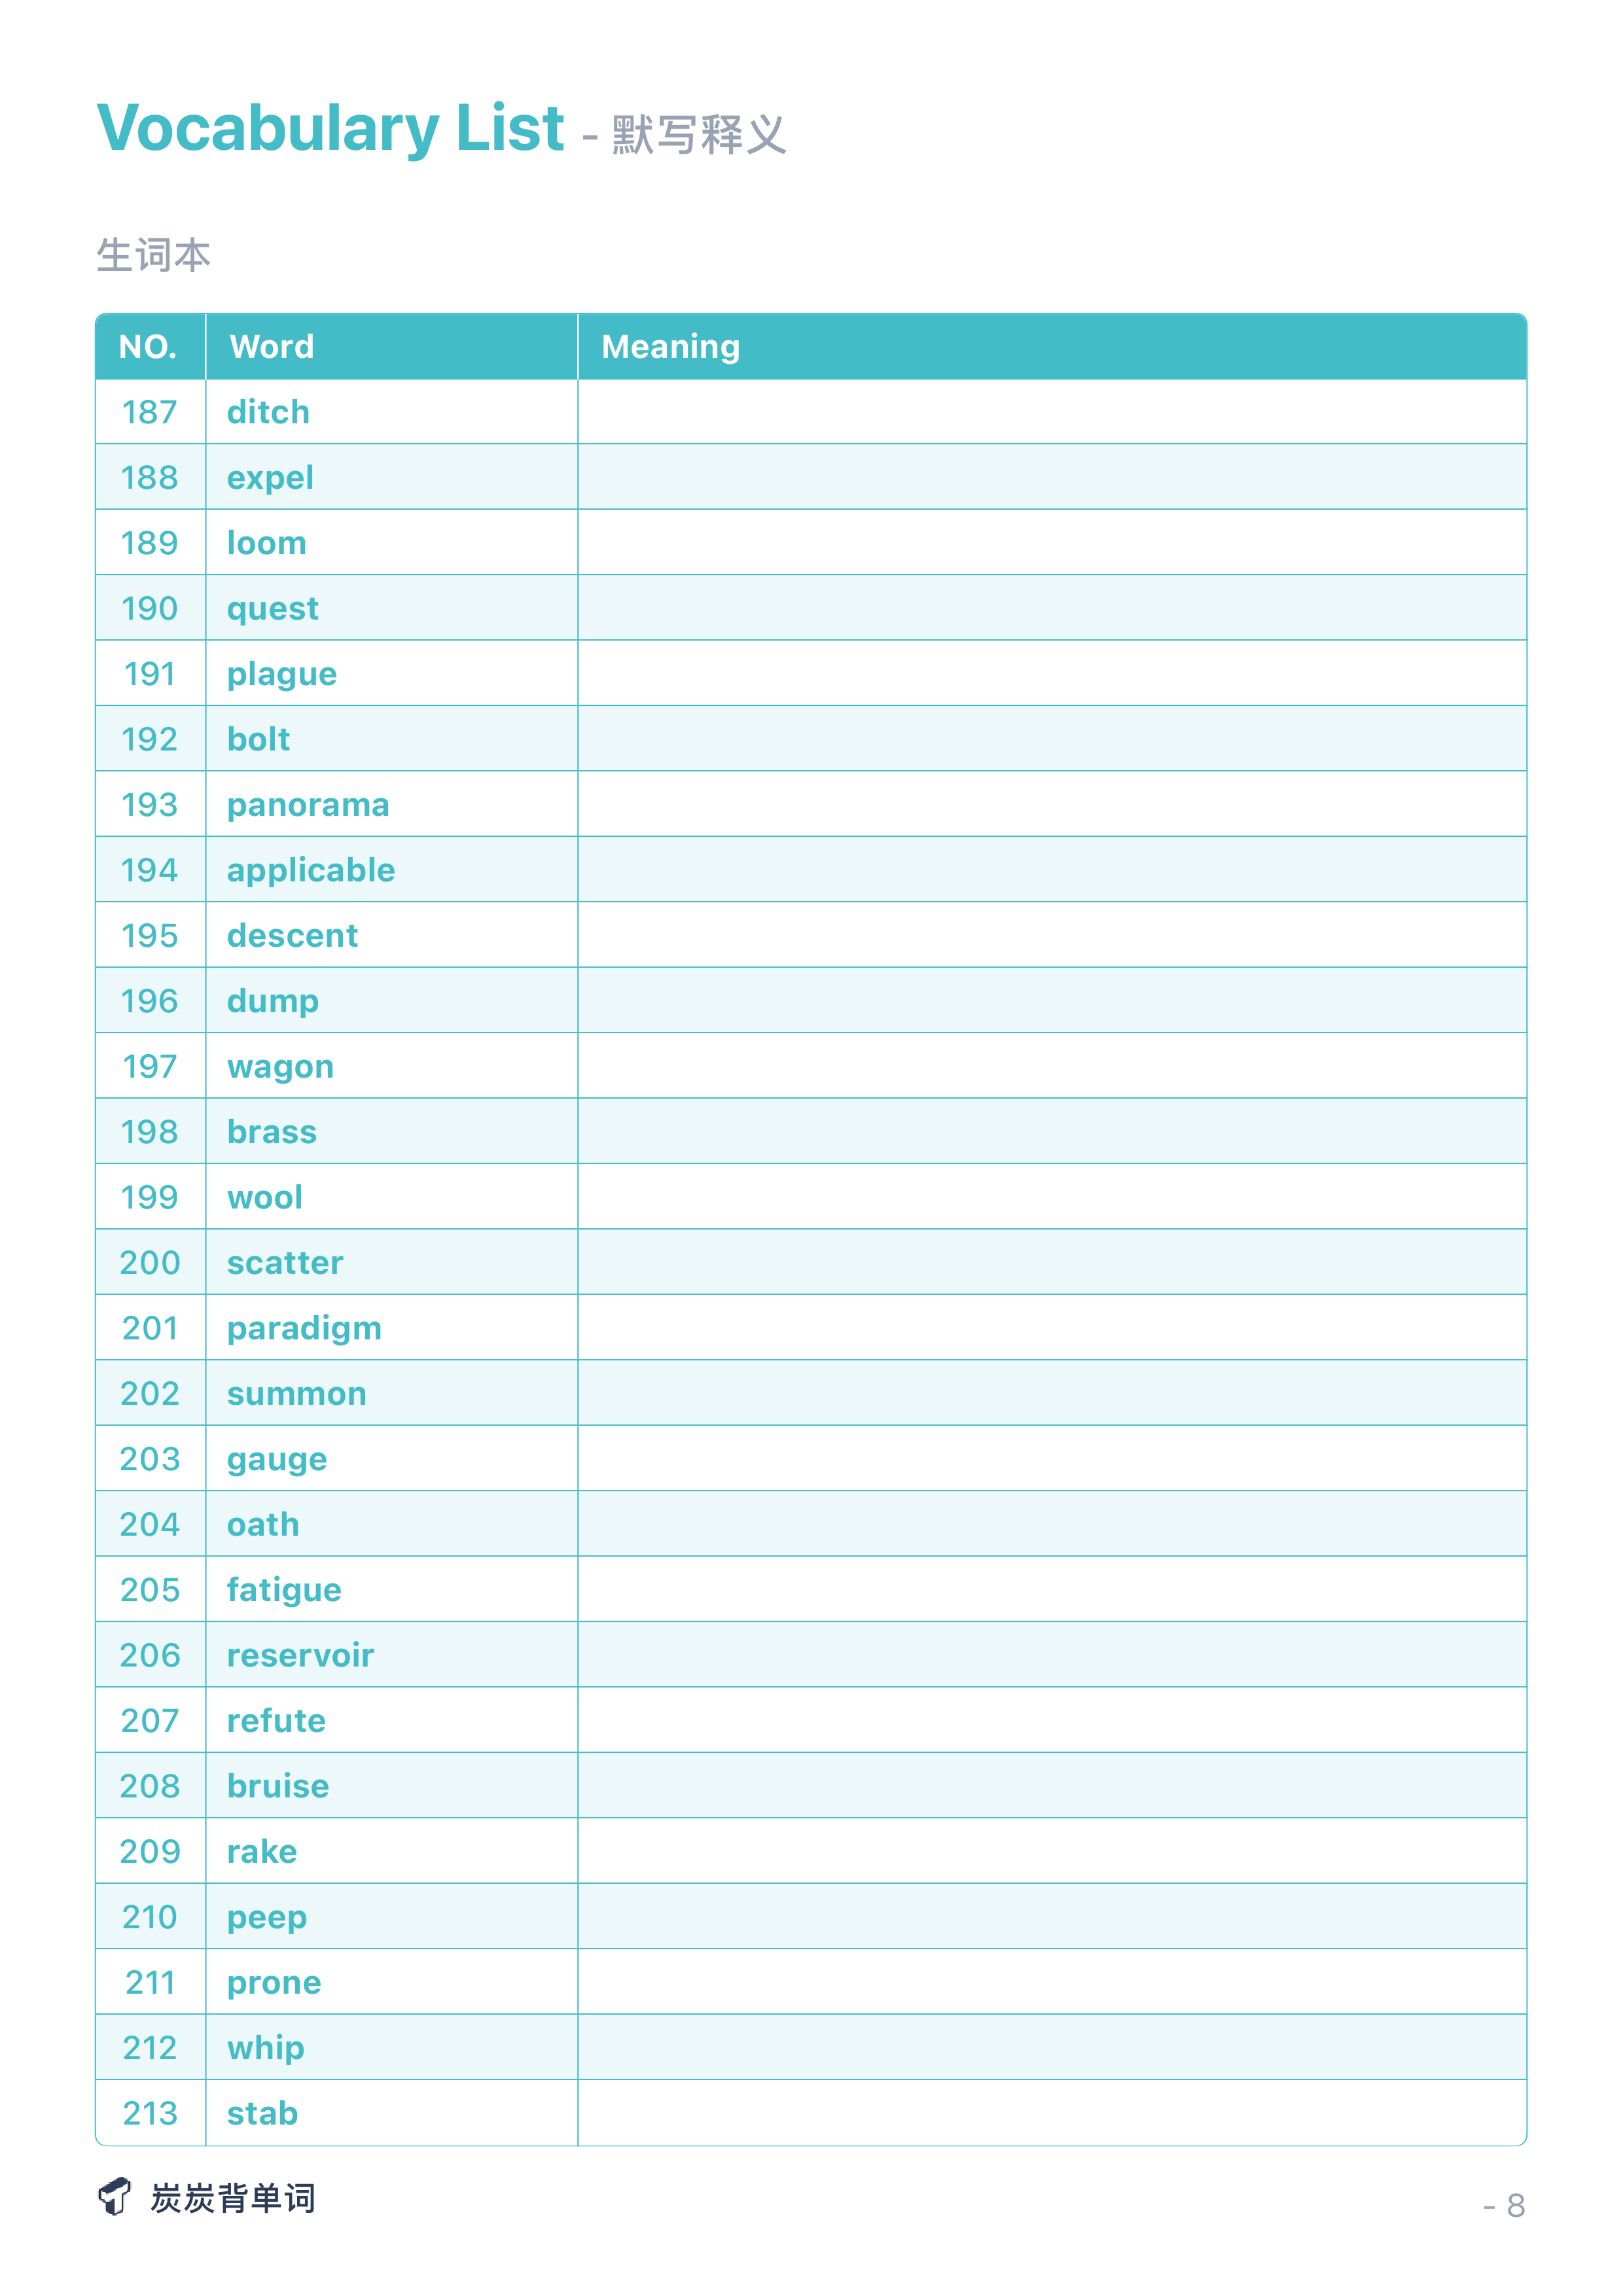 Vocabulary List - 默写释义
生词本
NO. Word Meaning
187 ditch
188 expel
189 loom
190 quest
191 plague
192 bolt
193 panorama
194 applicable
195 descent
196 dump
197 wagon
198 brass
199 wool
200 scatter
201 paradigm
202 summon
203 gauge
204 oath
205 fatigue
206 reservoir
207 refute
208 bruise
209 rake
210 peep
211 prone
212 whip
213 stab
炭炭背单词 - 8